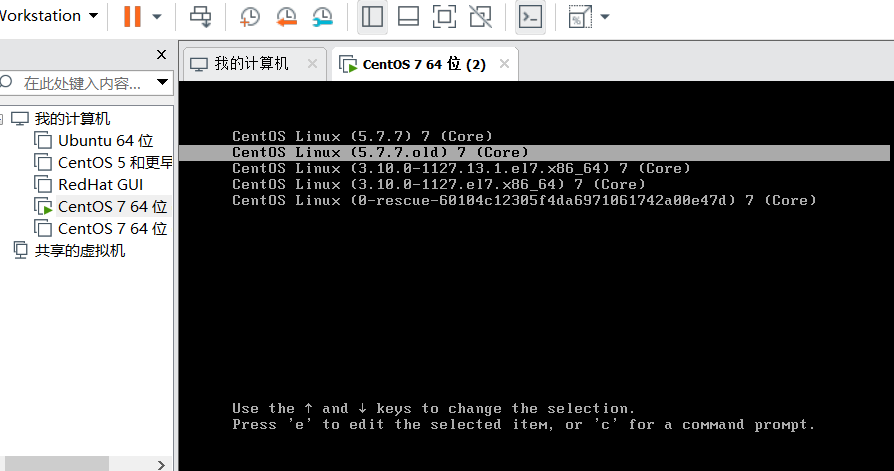 Workstation
我的计算机
CentOS 7 64 位 (2)
在此处键入内容...
我的计算机
Ubuntu 64 位
CentOS 5 和更早
RedHat GUI
CentOS 7 64 位
CentOS 7 64 位
共享的虚拟机
CentOS Linux (5.7.7) 7 (Core)
CentOS Linux (5.7.7.old) 7 (Core)
CentOS Linux (3.10.0-1127.13.1.el7.x86_64) 7 (Core)
CentOS Linux (3.10.0-1127.el7.x86_64) 7 (Core)
CentOS Linux (0-rescue-60104c12305f4da6971061742a00e47d) 7 (Core)
Use the ↑ and ↓ keys to change the selection.
Press 'e' to edit the selected item, or 'c' for a command prompt.